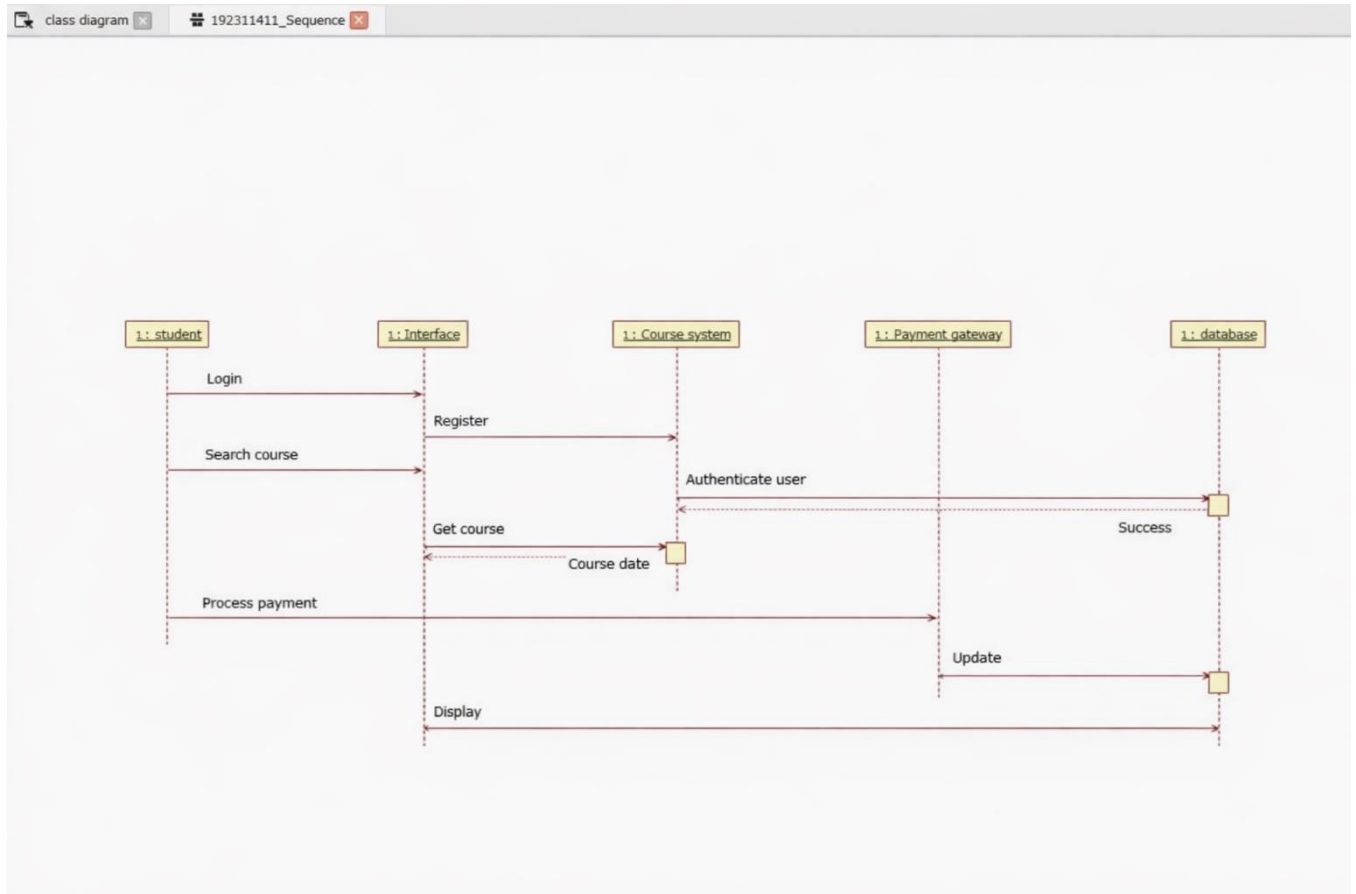 class diagram
192311411_Sequence
1: student
1: Interface
1: Course system
1: Payment gateway
1: database
Login
Register
Search course
Authenticate user
Success
Get course
Course date
Process payment
Update
Display